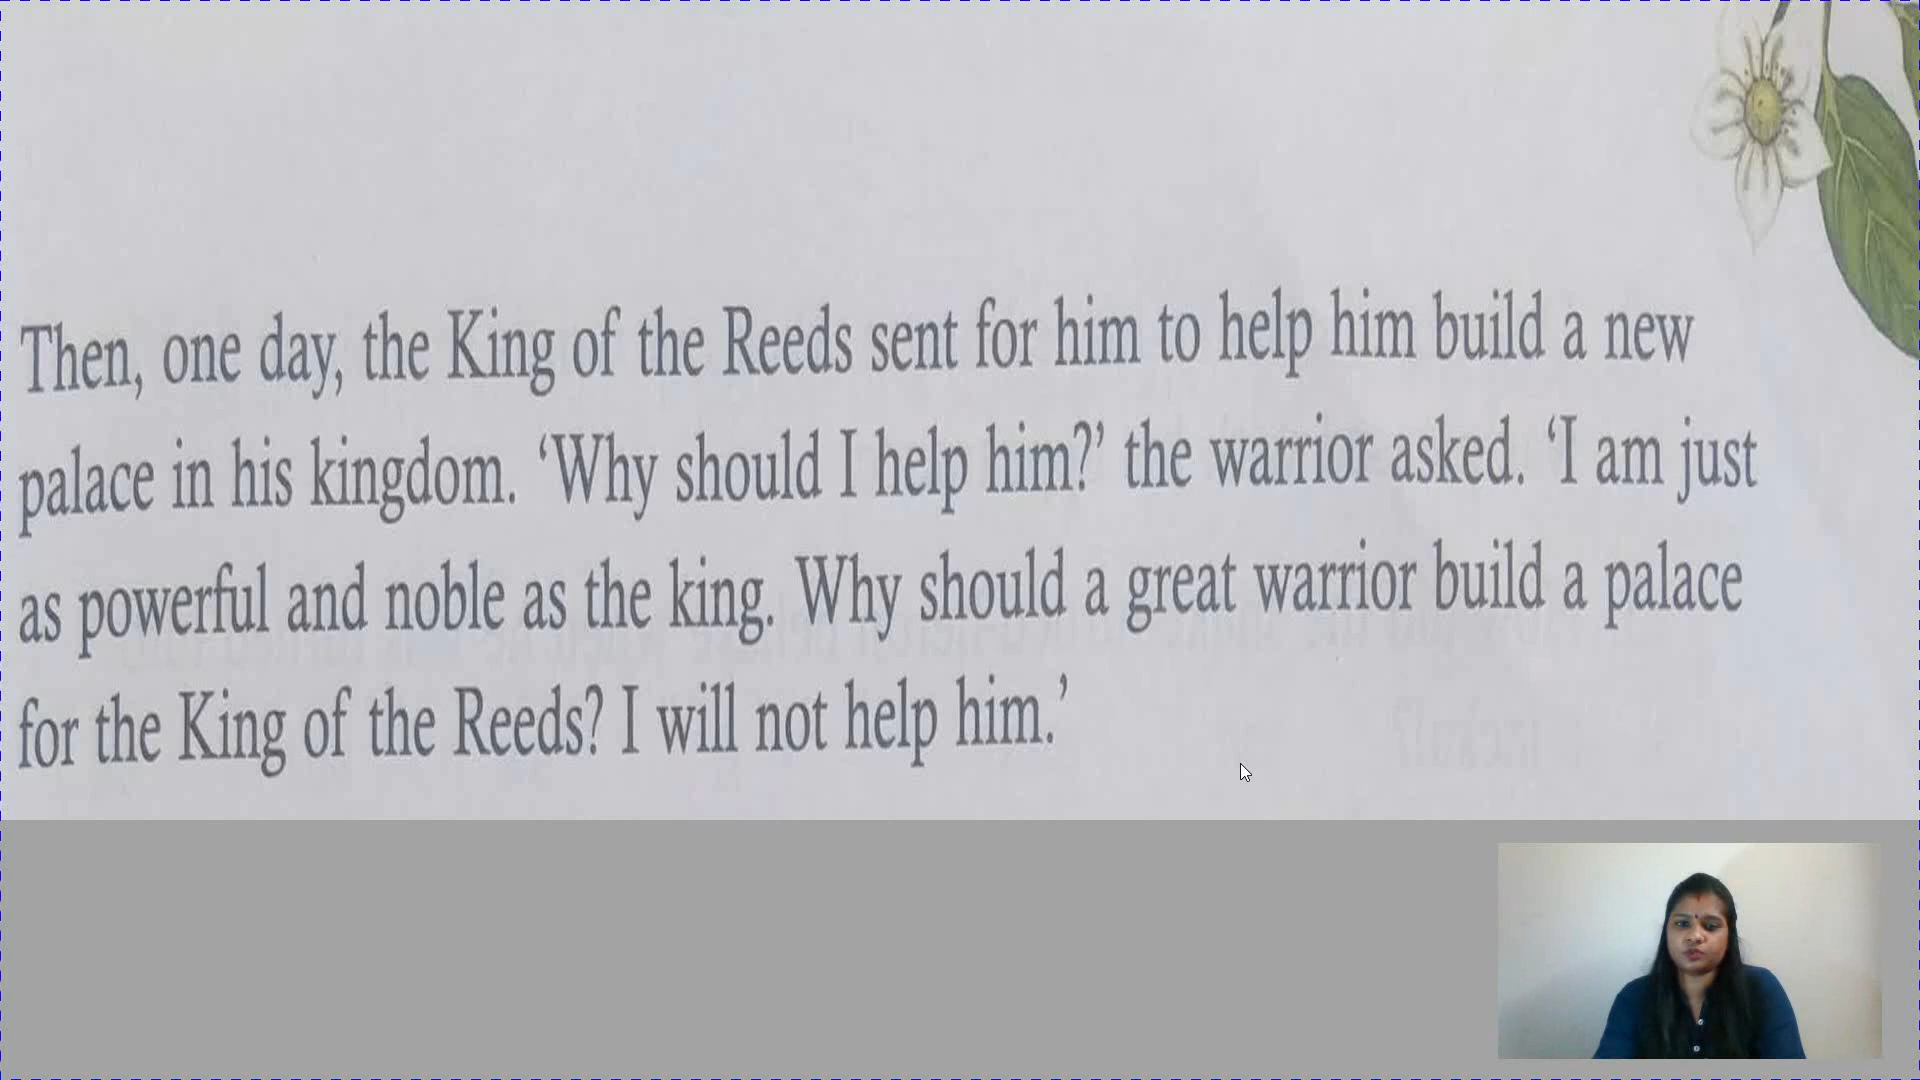 Then, one day, the King of the Reeds sent for him to help him build a new
palace in his kingdom. ‘Why should I help him?’ the warrior asked. ‘I am just
as powerful and noble as the king. Why should a great warrior build a palace
for the King of the Reeds? I will not help him.’